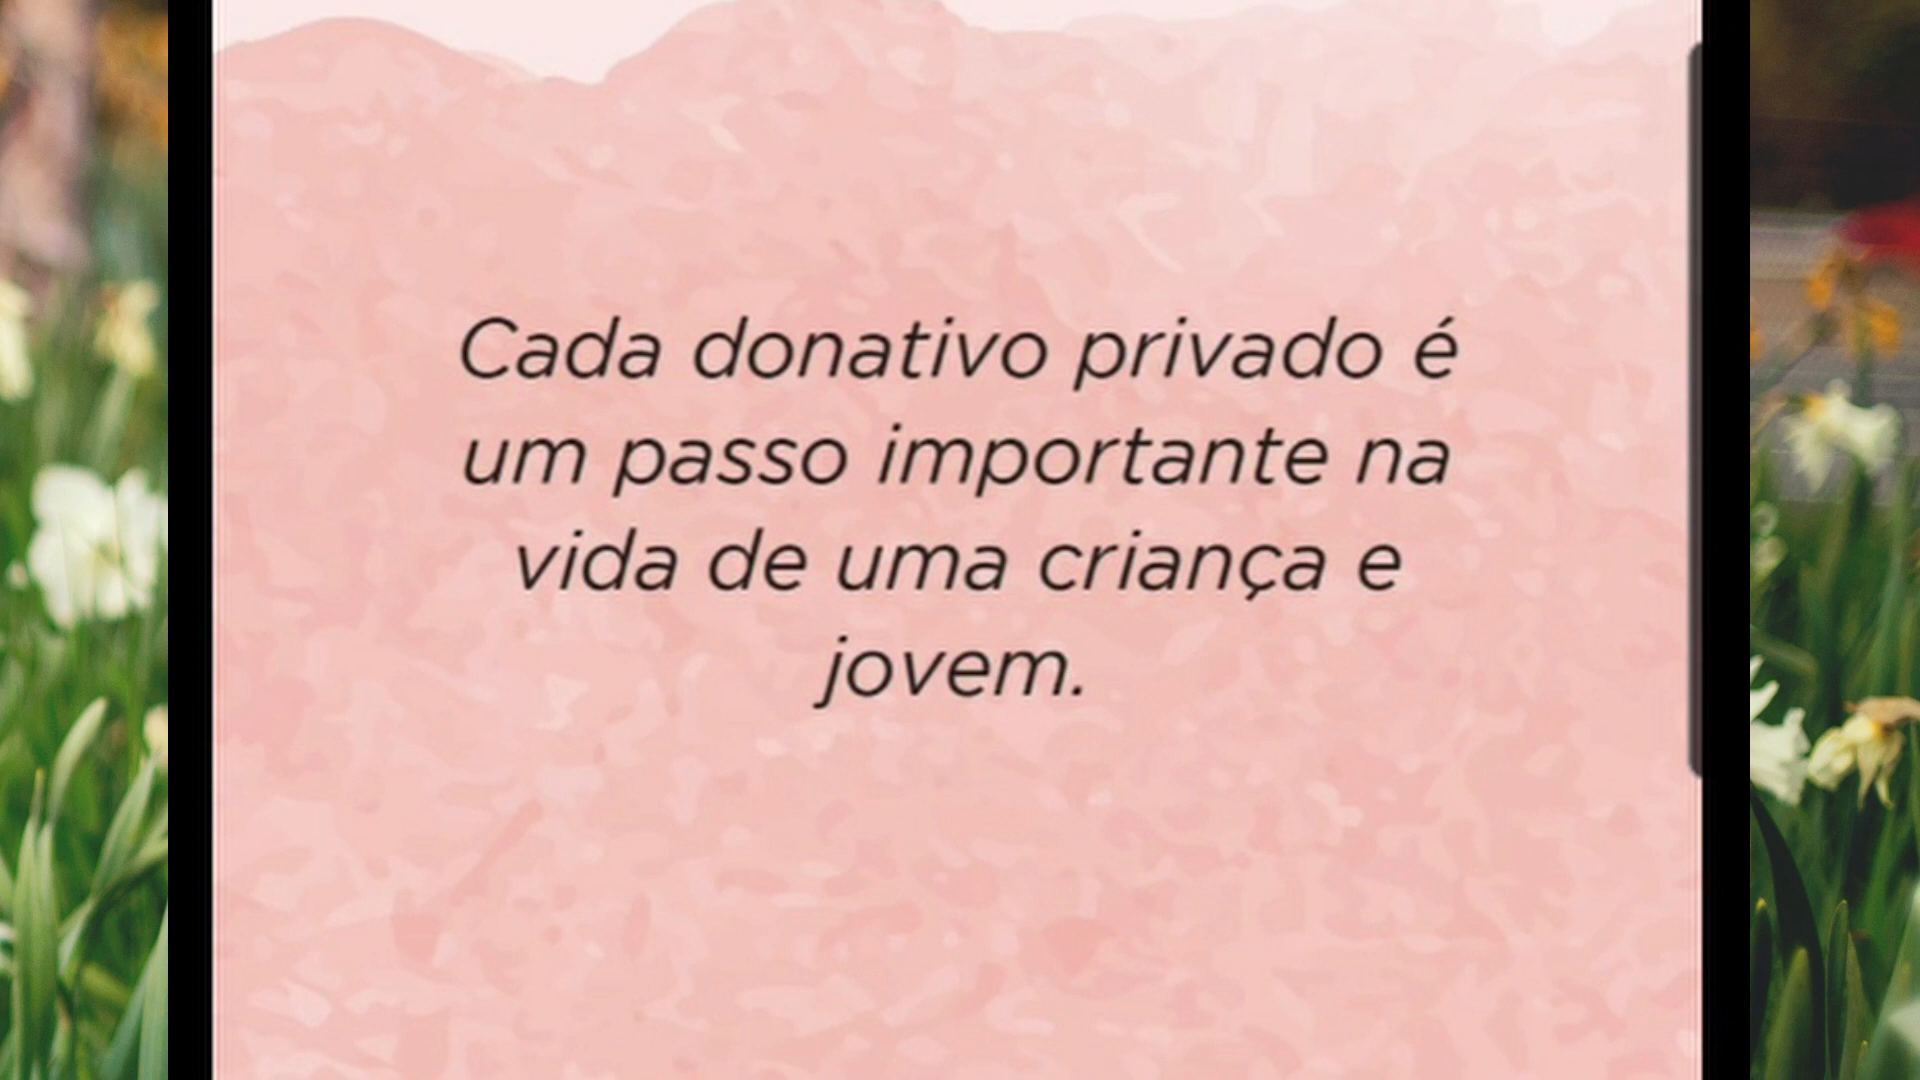 Cada donativo privado é
um passo importante na
vida de uma criança e
jovem.